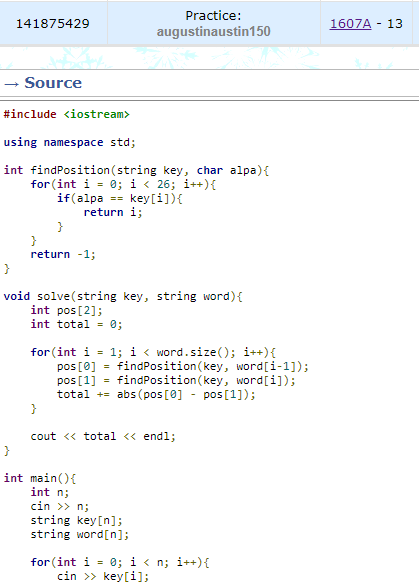 141875429
Practice:
augustinaustin150
1607A - 13
→ Source
#include <iostream>
using namespace std;
int findPosition(string key, char alpa){
    for(int i = 0; i < 26; i++){
        if(alpa == key[i]){
            return i;
        }
    }
    return -1;
}
void solve(string key, string word){
    int pos[2];
    int total = 0;
    for(int i = 1; i < word.size(); i++){
        pos[0] = findPosition(key, word[i-1]);
        pos[1] = findPosition(key, word[i]);
        total += abs(pos[0] - pos[1]);
    }
    cout << total << endl;
}
int main(){
    int n;
    cin >> n;
    string key[n];
    string word[n];
    for(int i = 0; i < n; i++){
        cin >> key[i];